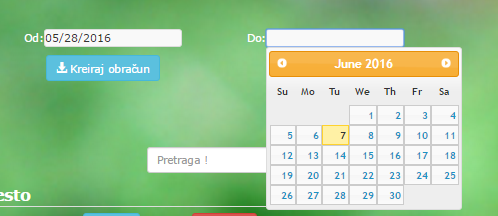 Od: 05/28/2016 Do:
Kreiraj obračun
June 2016
Su Mo Tu We Th Fr Sa
1 2 3 4
5 6 7 8 9 10 11
12 13 14 15 16 17 18
19 20 21 22 23 24 25
26 27 28 29 30
Pretraga !
esto